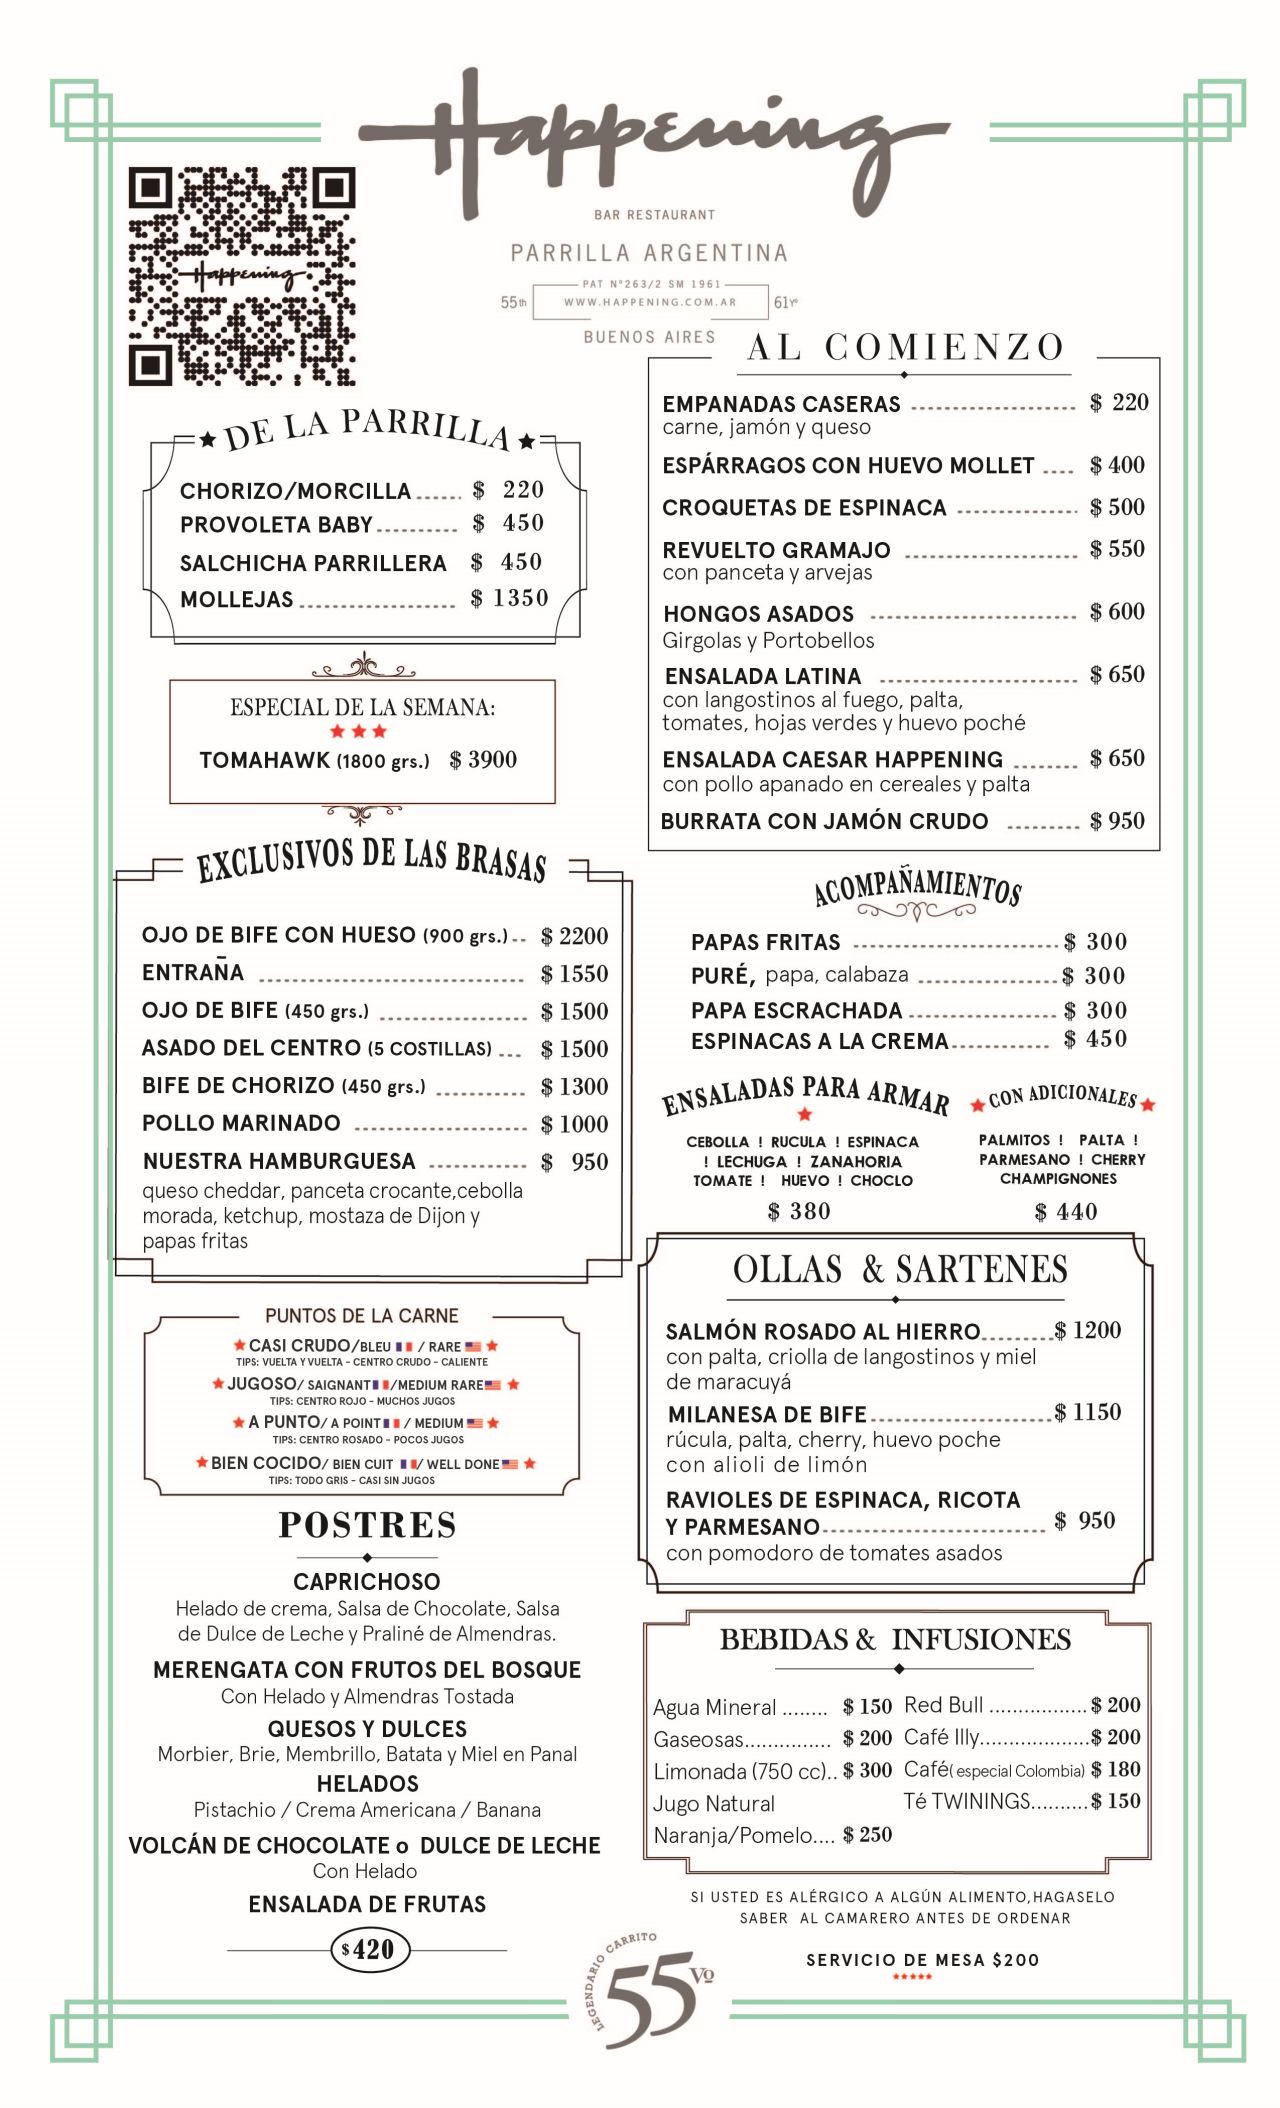 Happening
BAR RESTAURANT
PARRILLA ARGENTINA
PAT N°263/2 SM 1961
55th WWW.HAPPENING.COM.AR 61Yº
BUENOS AIRES
Happening
DE LA PARRILLA
CHORIZO/MORCILLA...... $ 220
PROVOLETA BABY.......... $ 450
SALCHICHA PARRILLERA $ 450
MOLLEJAS................... $ 1350
ESPECIAL DE LA SEMANA:
TOMAHAWK (1800 grs.) $ 3900
EXCLUSIVOS DE LAS BRASAS
OJO DE BIFE CON HUESO (900 grs.).. $ 2200
ENTRAÑA ................................ $ 1550
OJO DE BIFE (450 grs.) .................. $ 1500
ASADO DEL CENTRO (5 COSTILLAS) ... $ 1500
BIFE DE CHORIZO (450 grs.) ........... $ 1300
POLLO MARINADO ..................... $ 1000
NUESTRA HAMBURGUESA ............ $ 950
queso cheddar, panceta crocante,cebolla
morada, ketchup, mostaza de Dijon y
papas fritas
PUNTOS DE LA CARNE
CASI CRUDO/BLEU / RARE
TIPS: VUELTA Y VUELTA - CENTRO CRUDO - CALIENTE
JUGOSO/ SAIGNANT /MEDIUM RARE
TIPS: CENTRO ROJO - MUCHOS JUGOS
A PUNTO/ A POINT / MEDIUM
TIPS: CENTRO ROSADO - POCOS JUGOS
BIEN COCIDO/ BIEN CUIT / WELL DONE
TIPS: TODO GRIS - CASI SIN JUGOS
POSTRES
CAPRICHOSO
Helado de crema, Salsa de Chocolate, Salsa
de Dulce de Leche y Praliné de Almendras.
MERENGATA CON FRUTOS DEL BOSQUE
Con Helado y Almendras Tostada
QUESOS Y DULCES
Morbier, Brie, Membrillo, Batata y Miel en Panal
HELADOS
Pistachio / Crema Americana / Banana
VOLCÁN DE CHOCOLATE o DULCE DE LECHE
Con Helado
ENSALADA DE FRUTAS
$420
AL COMIENZO
EMPANADAS CASERAS .................... $ 220
carne, jamón y queso
ESPÁRRAGOS CON HUEVO MOLLET .... $ 400
CROQUETAS DE ESPINACA ............... $ 500
REVUELTO GRAMAJO ..................... $ 550
con panceta y arvejas
HONGOS ASADOS ......................... $ 600
Girgolas y Portobellos
ENSALADA LATINA ........................ $ 650
con langostinos al fuego, palta,
tomates, hojas verdes y huevo poché
ENSALADA CAESAR HAPPENING ........ $ 650
con pollo apanado en cereales y palta
BURRATA CON JAMÓN CRUDO ......... $ 950
ACOMPAÑAMIENTOS
PAPAS FRITAS ......................... $ 300
PURÉ, papa, calabaza .................$ 300
PAPA ESCRACHADA.................. $ 300
ESPINACAS A LA CREMA............ $ 450
ENSALADAS PARA ARMAR
CEBOLLA ! RUCULA ! ESPINACA
! LECHUGA ! ZANAHORIA
TOMATE ! HUEVO ! CHOCLO
$ 380
CON ADICIONALES
PALMITOS ! PALTA !
PARMESANO ! CHERRY
CHAMPIGNONES
$ 440
OLLAS & SARTENES
SALMÓN ROSADO AL HIERRO.........$ 1200
con palta, criolla de langostinos y miel
de maracuyá
MILANESA DE BIFE......................$ 1150
rúcula, palta, cherry, huevo poche
con alioli de limón
RAVIOLES DE ESPINACA, RICOTA
Y PARMESANO........................... $ 950
con pomodoro de tomates asados
BEBIDAS & INFUSIONES
Agua Mineral ........ $ 150
Gaseosas............... $ 200
Limonada (750 cc).. $ 300
Jugo Natural
Naranja/Pomelo.... $ 250
Red Bull .................$ 200
Café Illy...................$ 200
Café( especial Colombia) $ 180
Té TWININGS..........$ 150
SI USTED ES ALÉRGICO A ALGÚN ALIMENTO,HAGASELO
SABER AL CAMARERO ANTES DE ORDENAR
SERVICIO DE MESA $200
LEGENDARIO CARRITO
55Vº